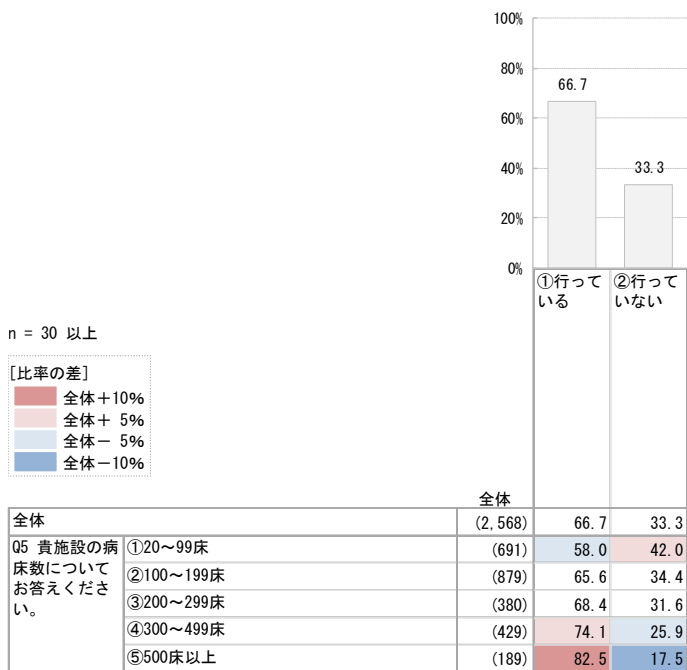 100%
80%
66.7
60%
40%
33.3
20%
0%
①行って ②行って
いる いない
n = 30 以上
[比率の差]
全体＋10%
全体＋ 5%
全体－ 5%
全体－10%
全体
全体 (2,568) 66.7 33.3
Q5 貴施設の病床数についてお答えください。 ①20～99床 (691) 58.0 42.0
②100～199床 (879) 65.6 34.4
③200～299床 (380) 68.4 31.6
④300～499床 (429) 74.1 25.9
⑤500床以上 (189) 82.5 17.5